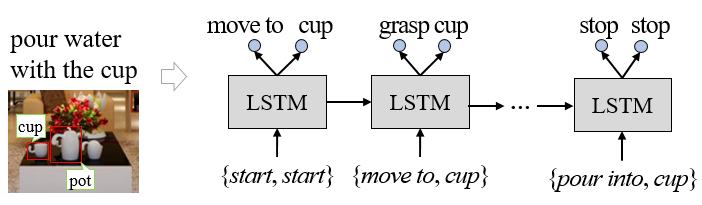 pour water
with the cup
cup
pot
move to cup
grasp cup
stop stop
LSTM
LSTM
...
LSTM
{start, start}
{move to, cup}
{pour into, cup}